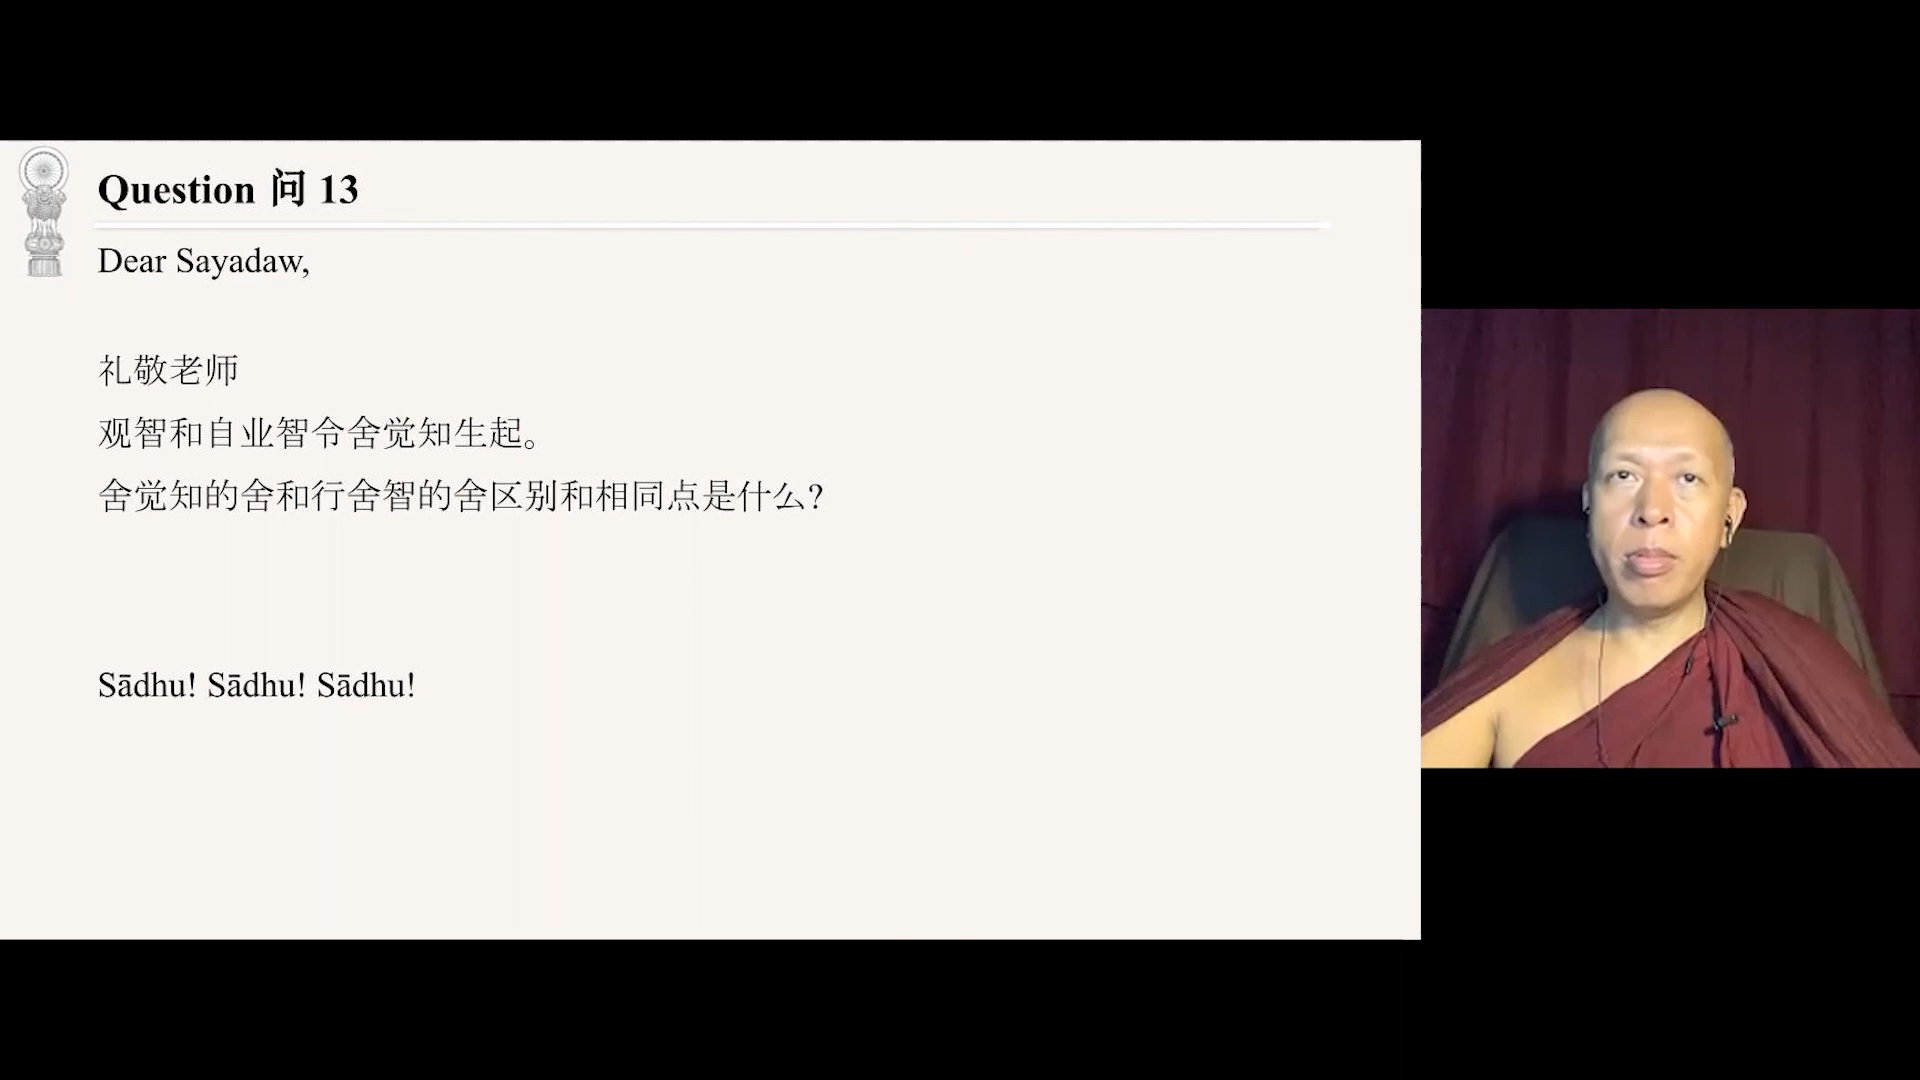 Question 问 13
Dear Sayadaw,
礼敬老师
观智和自业智令舍觉知生起。
舍觉知的舍和行舍智的舍区别和相同点是什么?
Sādhu! Sādhu! Sādhu!